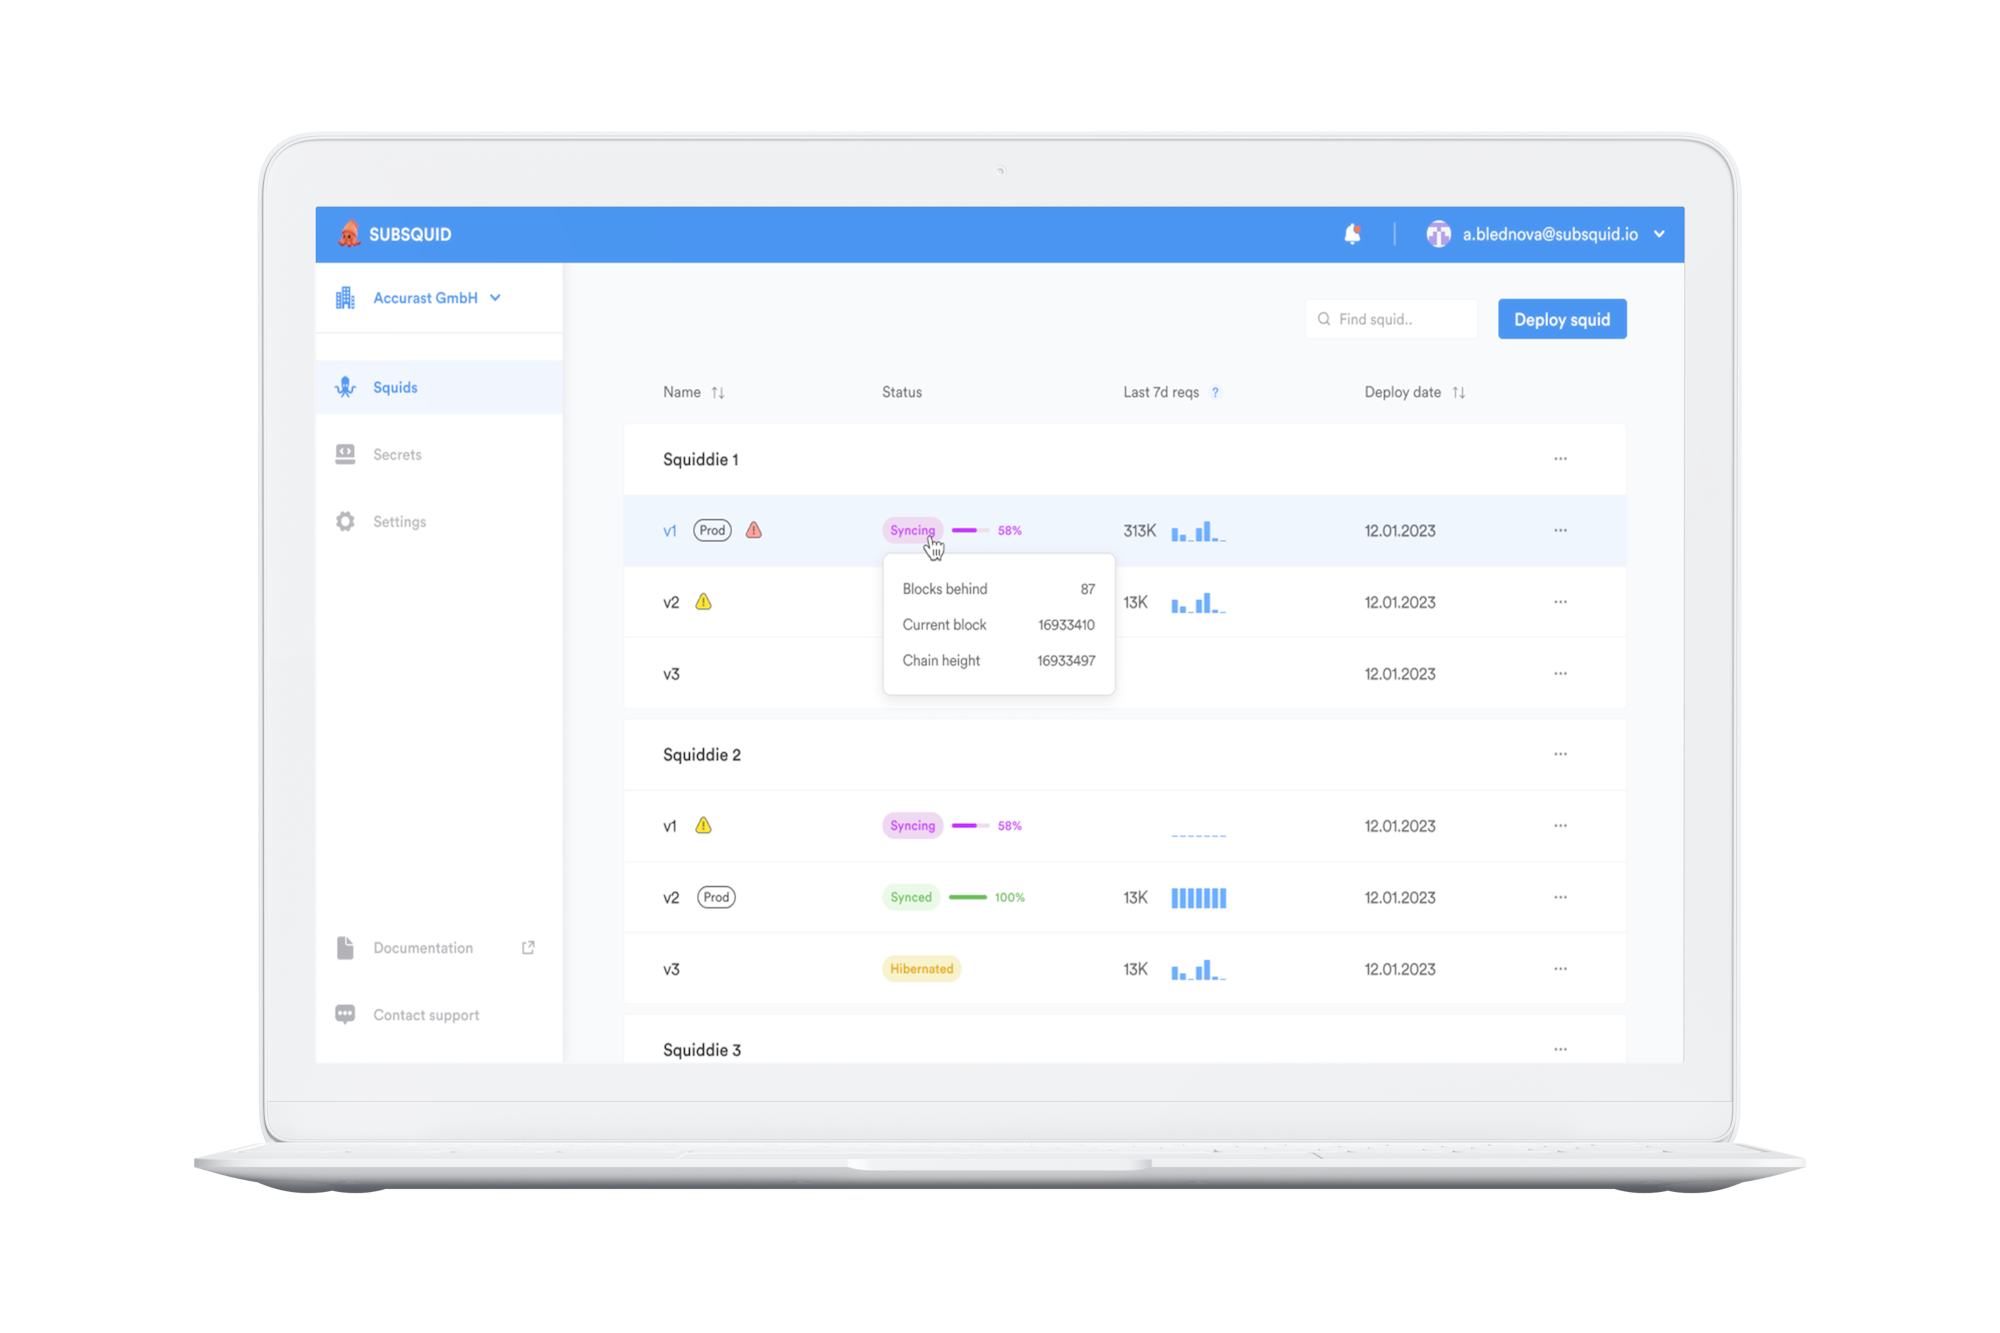 SUBSQUID
a.blednova@subsquid.io
Accurast GmbH
Find squid..
Deploy squid
Squids
Secrets
Settings
Documentation
Contact support
Name Status Last 7d reqs ? Deploy date
Squiddie 1
v1 Prod Syncing 58% 313K 12.01.2023
Blocks behind 87
Current block 16933410
Chain height 16933497
v2 13K 12.01.2023
v3 12.01.2023
Squiddie 2
v1 Syncing 58% 12.01.2023
v2 Prod Synced 100% 13K 12.01.2023
v3 Hibernated 13K 12.01.2023
Squiddie 3